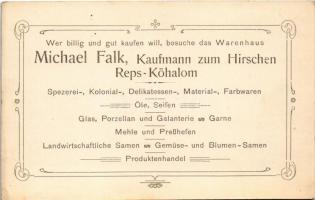 Wer billig und gut kaufen will, besuche das Warenhaus
Michael Falk, Kaufmann zum Hirschen
Reps-Kőhalom
Spezerei-, Kolonial-, Delikatessen-, Material-, Farbwaren
Öle, Seifen
Glas, Porzellan und Galanterie Garne
Mehle und Preßhefen
Landwirtschaftliche Samen Gemüse- und Blumen-Samen
Produktenhandel